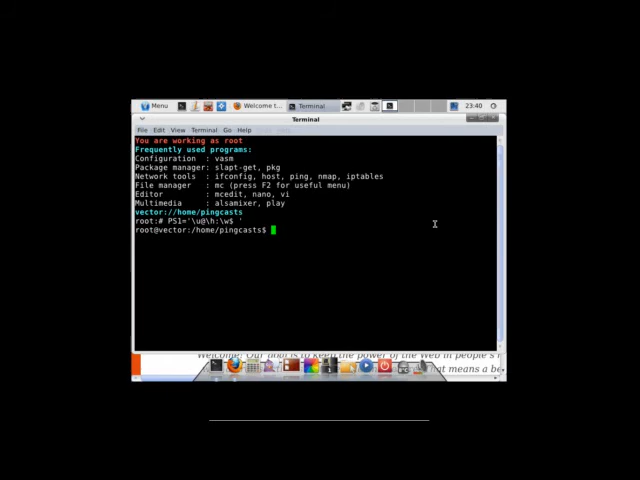 Menu
Welcome t...
Terminal
23:40
Terminal
File Edit View Terminal Go Help
You are working as root
Frequently used programs:
Configuration : vasm
Package manager: slapt-get, pkg
Network tools : ifconfig, host, ping, nmap, iptables
File manager : mc (press F2 for useful menu)
Editor : mcedit, nano, vi
Multimedia : alsamixer, play
vector://home/pingcasts
root:# PS1='\u@\h:\w$ '
root@vector:/home/pingcasts$
Welcome! Our goal is to keep the power of the Web in people's
That means a be